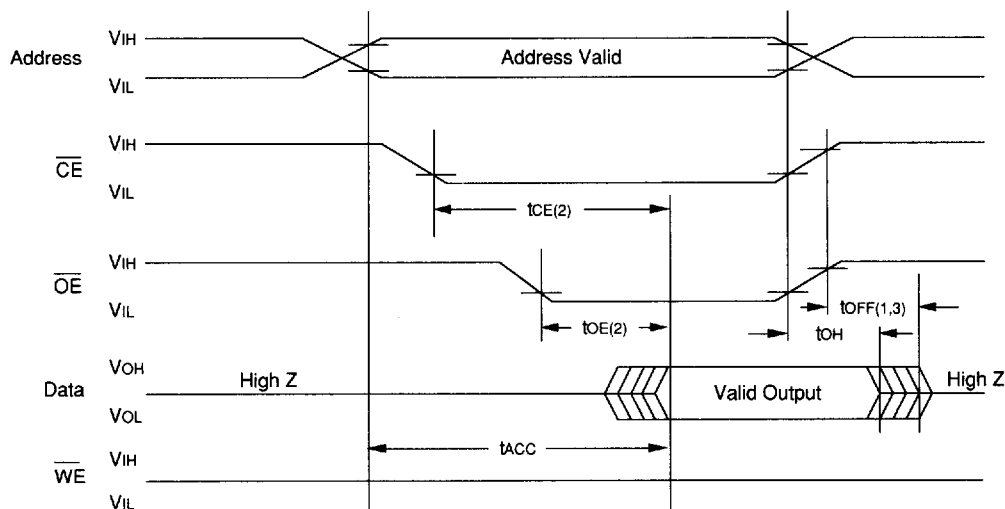 VIH
Address
Address Valid
VIL
VIH
CE
VIL
tCE(2)
VIH
OE
VIL
tOE(2)
tOFF(1,3)
tOH
VOH
Data
High Z
Valid Output
High Z
VOL
tACC
VIH
WE
VIL